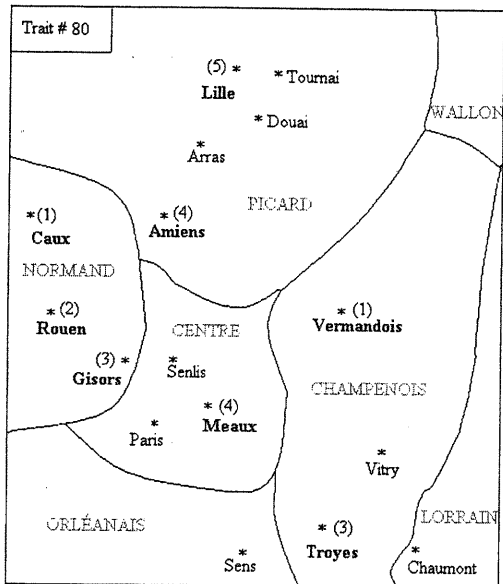 Trait # 80
(5) * * Tournai
Lille
WALLON
* Douai
*
Arras
* (1)
Caux
* (4)
Amiens
PICARD
NORMAND
* (2)
Rouen
CENTRE
* (1)
Vermandois
(3) *
Gisors
*
Senlis
CHAMPENOIS
* (4)
Meaux
*
Paris
*
Vitry
ORLÉANAIS
LORRAIN
* (3)
Troyes
*
Sens
*
Chaumont